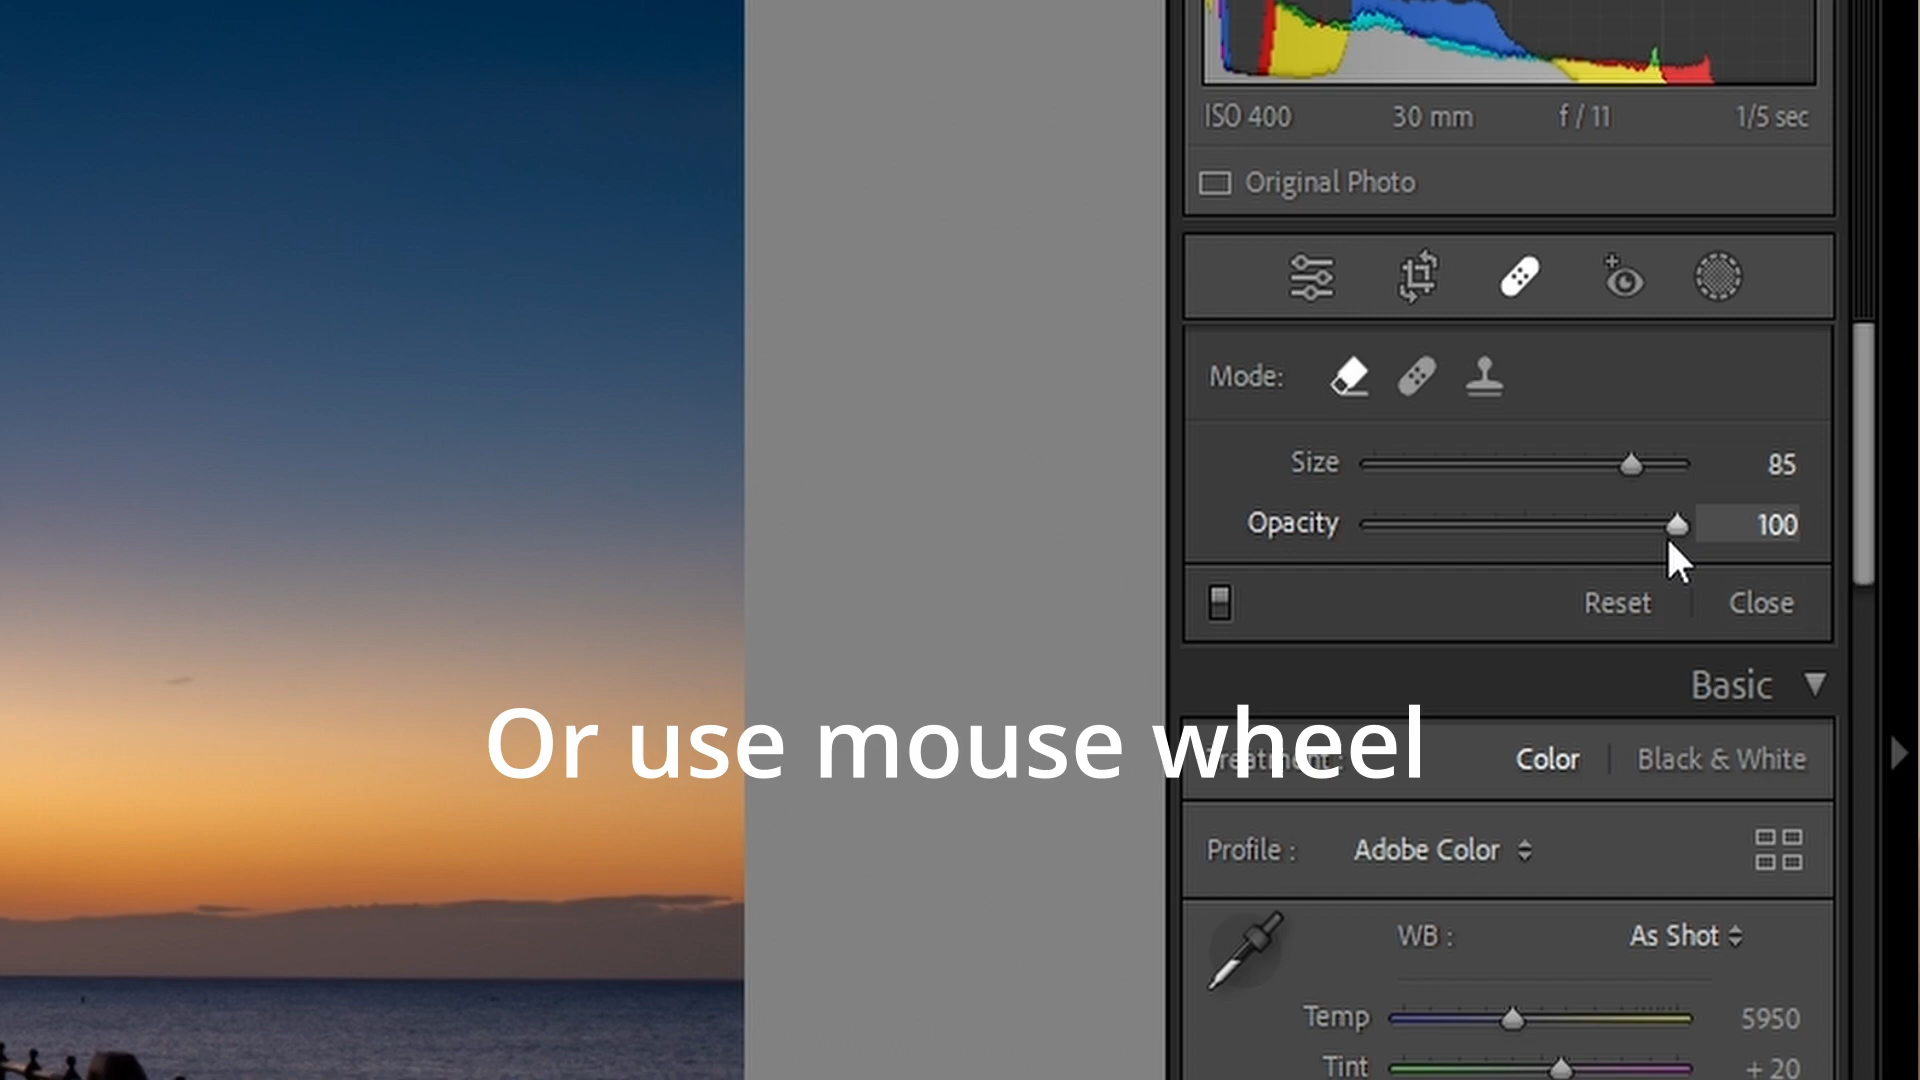 ISO 400 30 mm f / 11 1/5 sec
Original Photo
Mode:
Size 85
Opacity 100
Reset Close
Basic
Or use mouse wheel
Treatment : Color Black & White
Profile : Adobe Color
WB : As Shot
Temp 5950
Tint + 20